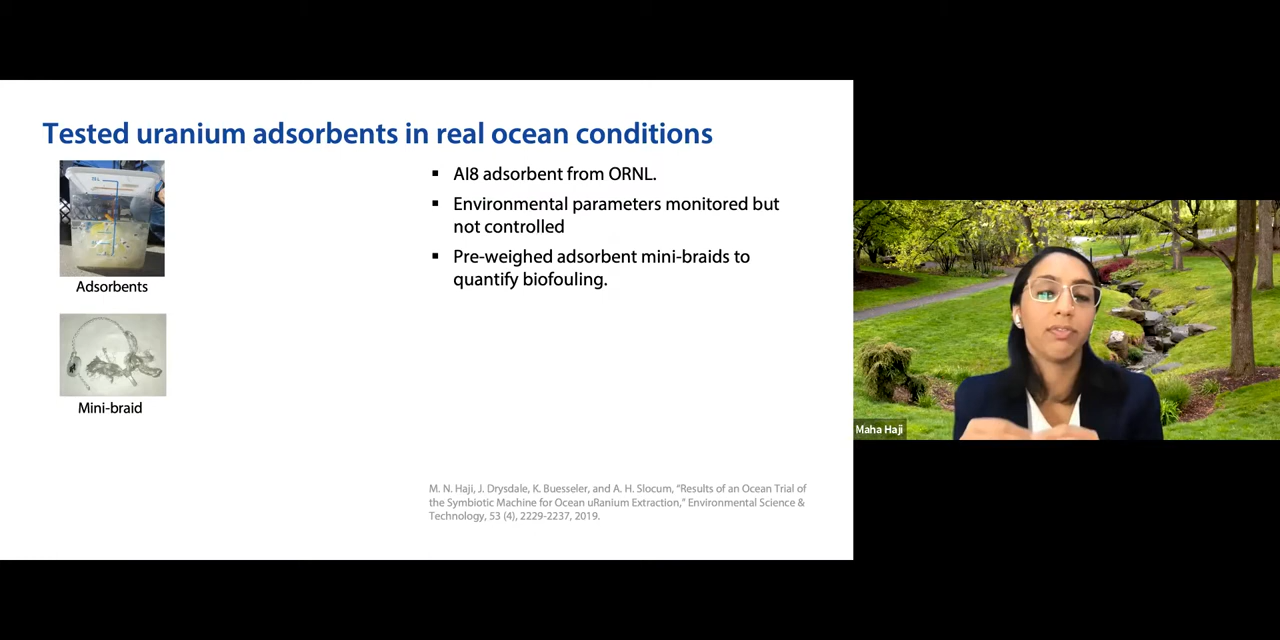 Tested uranium adsorbents in real ocean conditions
Adsorbents
Mini-braid
▪ AI8 adsorbent from ORNL.
▪ Environmental parameters monitored but
not controlled
▪ Pre-weighed adsorbent mini-braids to
quantify biofouling.
M. N. Haji, J. Drysdale, K. Buesseler, and A. H. Slocum, “Results of an Ocean Trial of
the Symbiotic Machine for Ocean uRanium Extraction,” Environmental Science &
Technology, 53 (4), 2229-2237, 2019.
Maha Haji